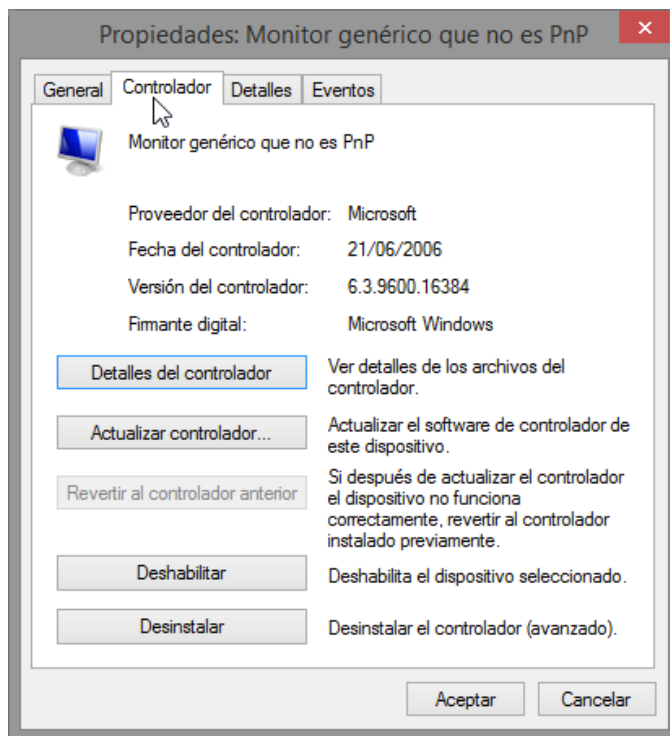 Propiedades: Monitor genérico que no es PnP
General
Controlador
Detalles
Eventos
Monitor genérico que no es PnP
Proveedor del controlador: Microsoft
Fecha del controlador: 21/06/2006
Versión del controlador: 6.3.9600.16384
Firmante digital: Microsoft Windows
Detalles del controlador
Ver detalles de los archivos del
controlador.
Actualizar controlador...
Actualizar el software de controlador de
este dispositivo.
Revertir al controlador anterior
Si después de actualizar el controlador
el dispositivo no funciona
correctamente, revertir al controlador
instalado previamente.
Deshabilitar
Deshabilita el dispositivo seleccionado.
Desinstalar
Desinstalar el controlador (avanzado).
Aceptar
Cancelar